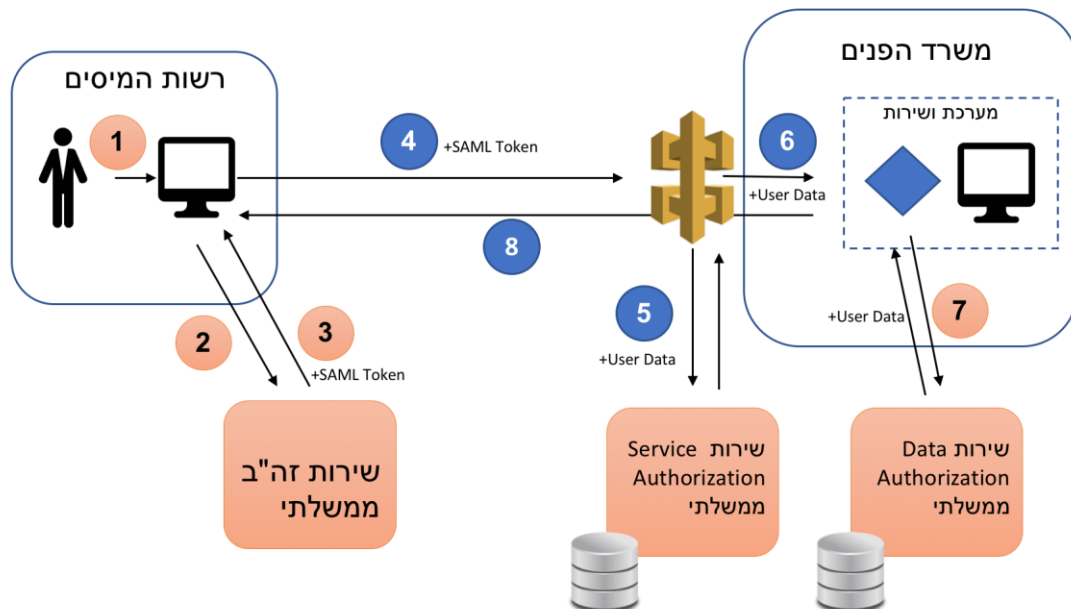 משרד הפנים
רשות המיסים
מערכת ושירות
1
4
+SAML Token
6
+User Data
8
5
+User Data
7
+User Data
2
3
+SAML Token
שירות זה"ב
ממשלתי
שירות Service
Authorization
ממשלתי
שירות Data
Authorization
ממשלתי